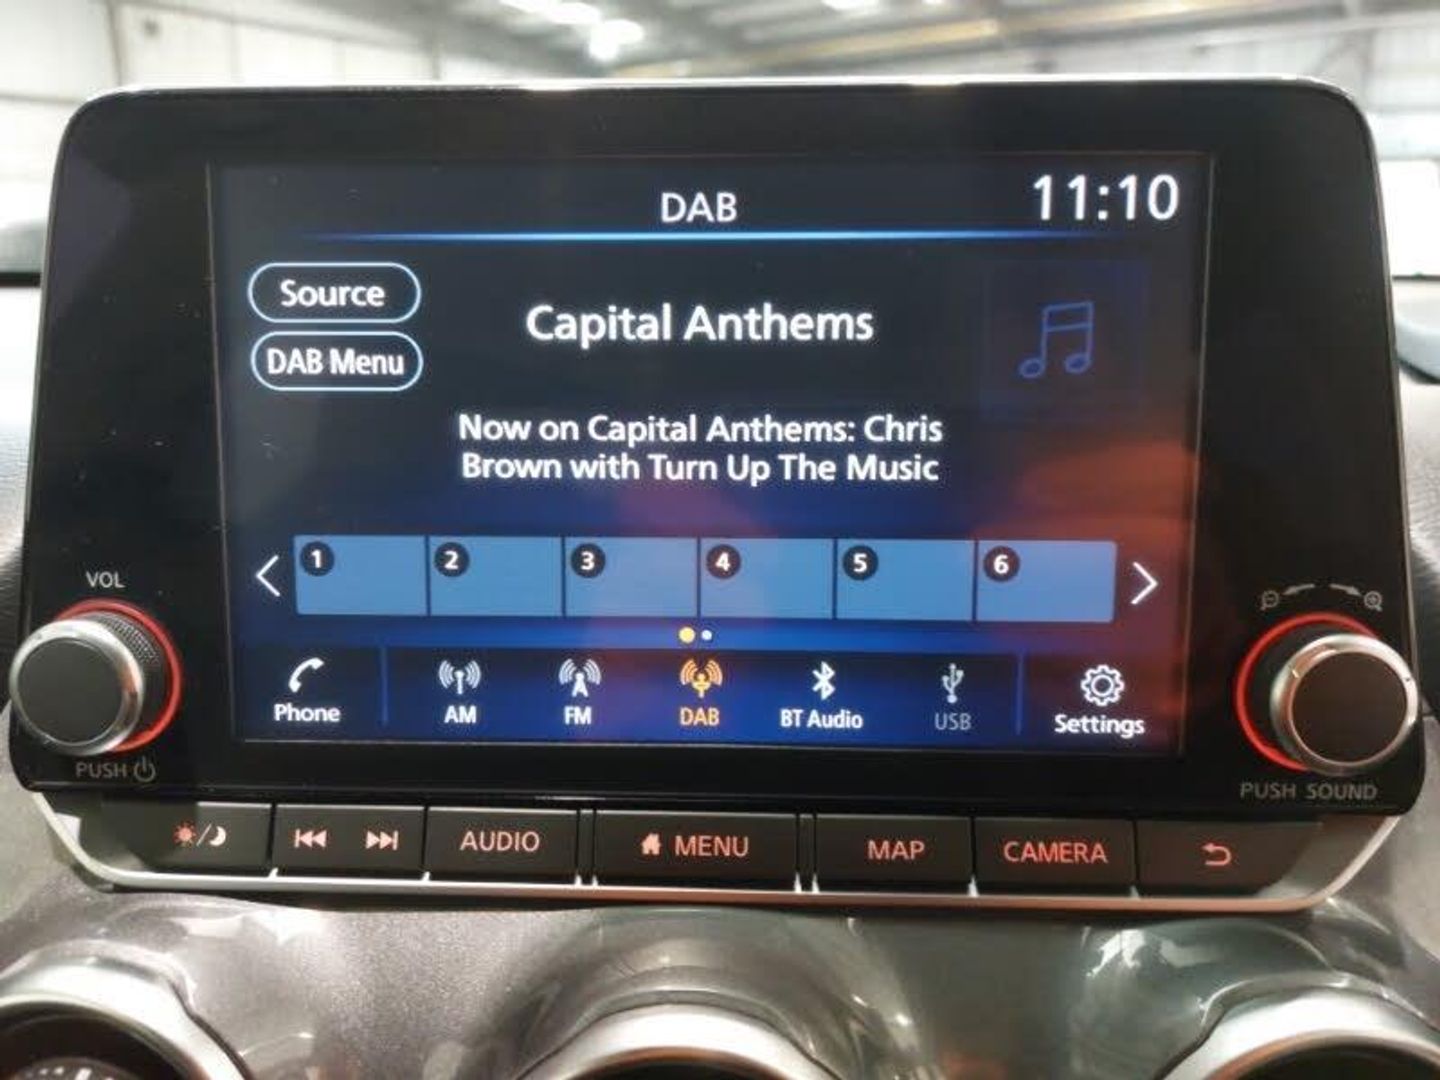 DAB
11:10
Source
DAB Menu
Capital Anthems
Now on Capital Anthems: Chris
Brown with Turn Up The Music
1 2 3 4 5 6
Phone AM FM DAB BT Audio USB Settings
VOL
PUSH
PUSH SOUND
AUDIO MENU MAP CAMERA